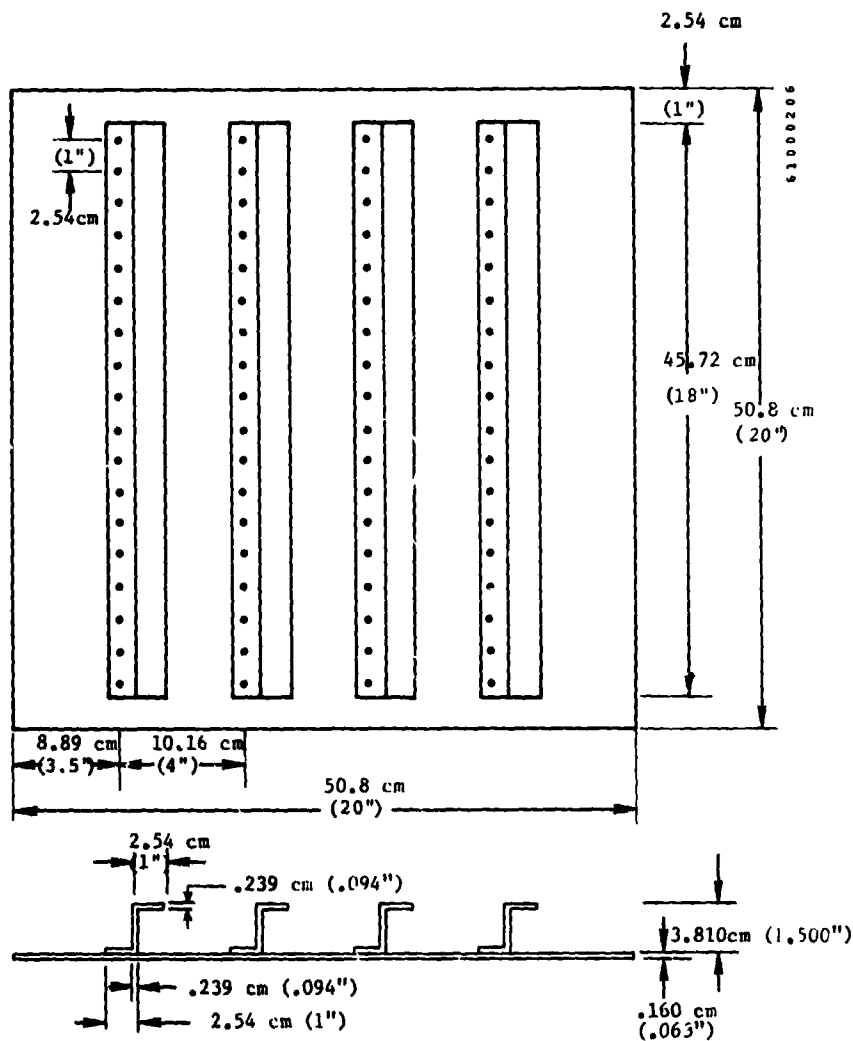 2.54 cm
(1")
61000206
(1")
2.54cm
45.72 cm
(18")
50.8 cm
(20")
8.89 cm
(3.5")
10.16 cm
(4")
50.8 cm
(20")
2.54 cm
1"
.239 cm (.094")
3.810cm (1.500")
.239 cm (.094")
2.54 cm (1")
.160 cm
(.063")